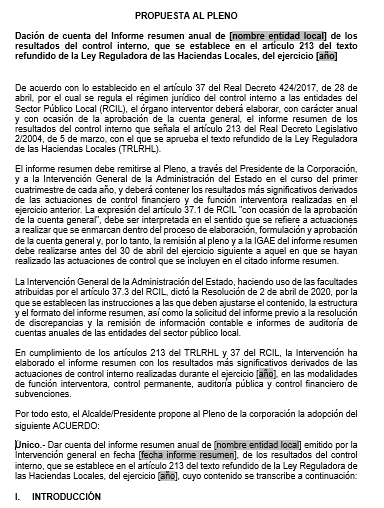 PROPUESTA AL PLENO
Dación de cuenta del Informe resumen anual de [nombre entidad local] de los
resultados del control interno, que se establece en el artículo 213 del texto
refundido de la Ley Reguladora de las Haciendas Locales, del ejercicio [año]
De acuerdo con lo establecido en el artículo 37 del Real Decreto 424/2017, de 28 de
abril, por el cual se regula el régimen jurídico del control interno a las entidades del
Sector Público Local (RCIL), el órgano interventor deberá elaborar, con carácter anual
y con ocasión de la aprobación de la cuenta general, el informe resumen de los
resultados del control interno que señala el artículo 213 del Real Decreto Legislativo
2/2004, de 5 de marzo, con el que se aprueba el texto refundido de la Ley Reguladora
de las Haciendas Locales (TRLRHL).
El informe resumen debe remitirse al Pleno, a través del Presidente de la Corporación,
y a la Intervención General de la Administración del Estado en el curso del primer
cuatrimestre de cada año, y deberá contener los resultados más significativos derivados
de las actuaciones de control financiero y de función interventora realizadas en el
ejercicio anterior. La expresión del artículo 37.1 de RCIL "con ocasión de la aprobación
de la cuenta general", debe ser interpretada en el sentido que se refiere a actuaciones
a realizar que se enmarcan dentro del proceso de elaboración, formulación y aprobación
de la cuenta general y, por lo tanto, la remisión al pleno y a la IGAE del informe resumen
debe realizarse antes del 30 de abril del ejercicio siguiente a aquel en que se hayan
realizado las actuaciones de control que se incluyen en el citado informe resumen.
La Intervención General de la Administración del Estado, haciendo uso de las facultades
atribuidas por el artículo 37.3 del RCIL, dictó la Resolución de 2 de abril de 2020, por la
que se establecen las instrucciones a las que deben ajustarse el contenido, la estructura
y el formato del informe resumen, así como la solicitud del informe previo a la resolución
de discrepancias y la remisión de información contable e informes de auditoría de
cuentas anuales de las entidades del sector público local.
En cumplimiento de los artículos 213 del TRLRHL y 37 del RCIL, la Intervención ha
elaborado el informe resumen con los resultados más significativos derivados de las
actuaciones de control interno realizadas durante el ejercicio [año], en las modalidades
de función interventora, control permanente, auditoría pública y control financiero de
subvenciones.
Por todo esto, el Alcalde/Presidente propone al Pleno de la corporación la adopción del
siguiente ACUERDO:
Único.- Dar cuenta del informe resumen anual de [nombre entidad local] emitido por la
Intervención general en fecha [fecha informe resumen], de los resultados del control
interno, que se establece en el artículo 213 del texto refundido de la Ley Reguladora de
las Haciendas Locales, del ejercicio [año], cuyo contenido se transcribe a continuación:
I. INTRODUCCIÓN